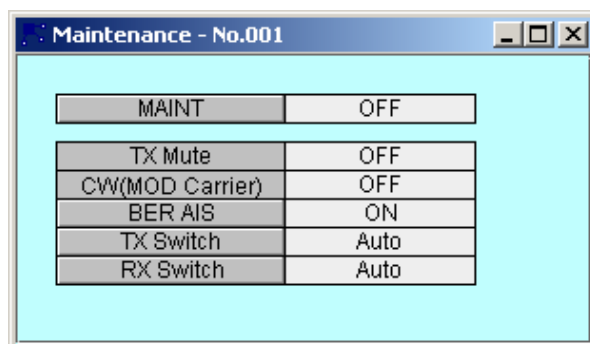 Maintenance - No.001
MAINT OFF
TX Mute OFF
CW(MOD Carrier) OFF
BER AIS ON
TX Switch Auto
RX Switch Auto